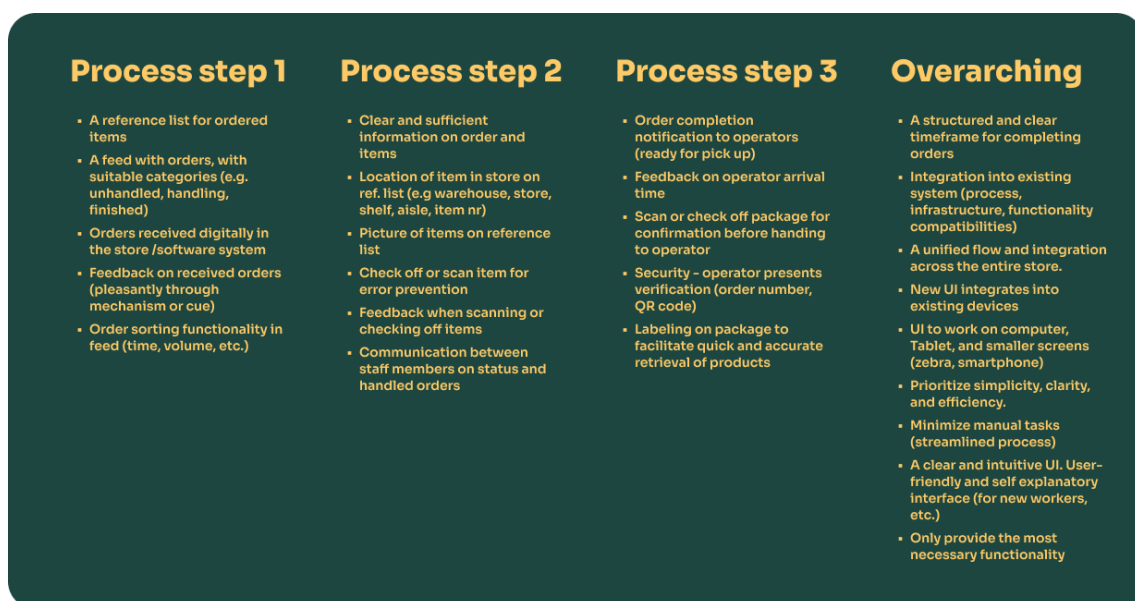 Process step 1
▪ A reference list for ordered
items
▪ A feed with orders, with
suitable categories (e.g.
unhandled, handling,
finished)
▪ Orders received digitally in
the store /software system
▪ Feedback on received orders
(pleasantly through
mechanism or cue)
▪ Order sorting functionality in
feed (time, volume, etc.)
Process step 2
▪ Clear and sufficient
information on order and
items
▪ Location of item in store on
ref. list (e.g warehouse, store,
shelf, aisle, item nr)
▪ Picture of items on reference
list
▪ Check off or scan item for
error prevention
▪ Feedback when scanning or
checking off items
▪ Communication between
staff members on status and
handled orders
Process step 3
▪ Order completion
notification to operators
(ready for pick up)
▪ Feedback on operator arrival
time
▪ Scan or check off package for
confirmation before handing
to operator
▪ Security - operator presents
verification (order number,
QR code)
▪ Labeling on package to
facilitate quick and accurate
retrieval of products
Overarching
▪ A structured and clear
timeframe for completing
orders
▪ Integration into existing
system (process,
infrastructure, functionality
compatibilities)
▪ A unified flow and integration
across the entire store.
▪ New UI integrates into
existing devices
▪ UI to work on computer,
Tablet, and smaller screens
(zebra, smartphone)
▪ Prioritize simplicity, clarity,
and efficiency.
▪ Minimize manual tasks
(streamlined process)
▪ A clear and intuitive UI. User-
friendly and self explanatory
interface (for new workers,
etc.)
▪ Only provide the most
necessary functionality